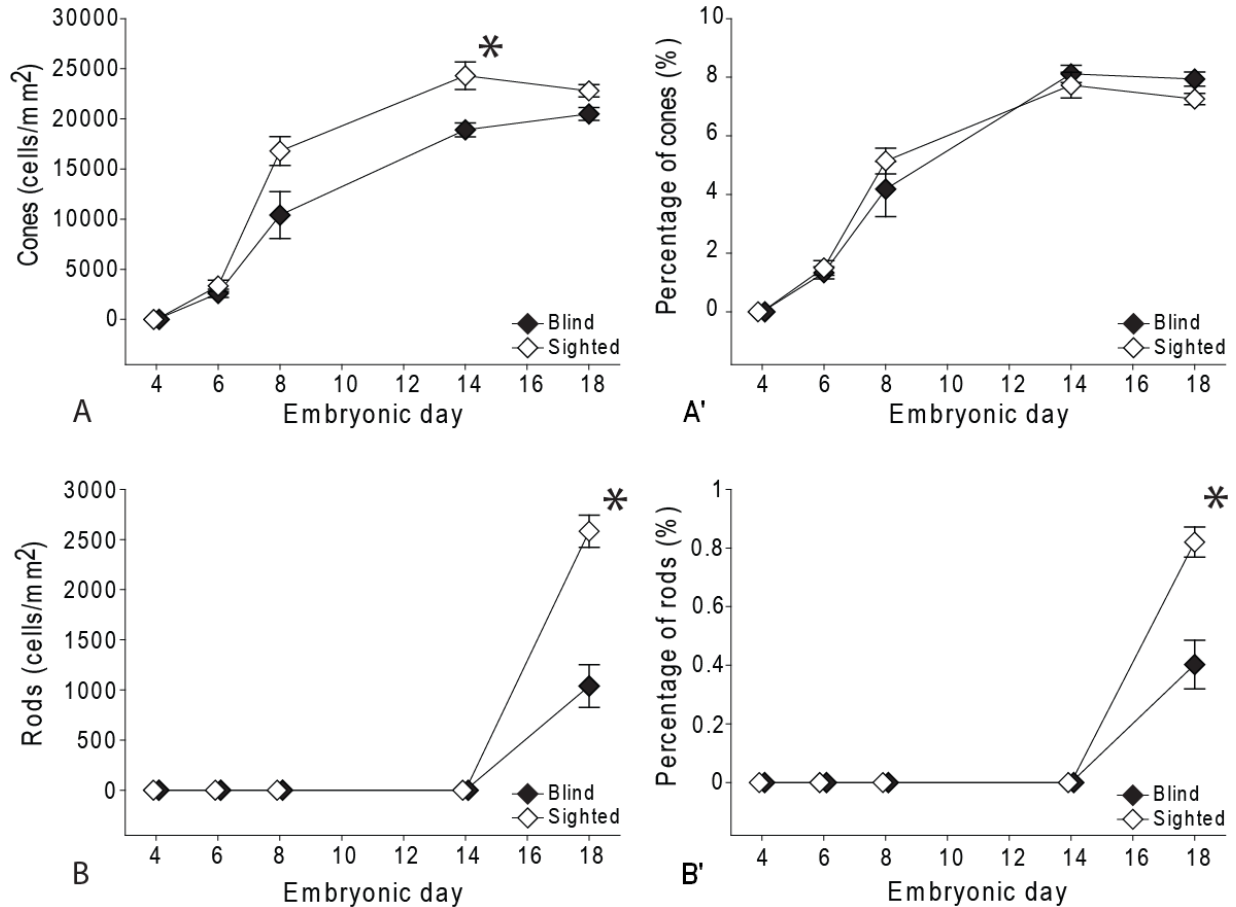 30000
25000
20000
15000
10000
5000
0
Cones (cells/mm2)
*
Blind
Sighted
4 6 8 10 12 14 16 18
Embryonic day
A
10
8
6
4
2
0
Percentage of cones (%)
Blind
Sighted
4 6 8 10 12 14 16 18
Embryonic day
A'
3000
2500
2000
1500
1000
500
0
Rods (cells/mm2)
*
Blind
Sighted
4 6 8 10 12 14 16 18
Embryonic day
B
1
0.8
0.6
0.4
0.2
0
Percentage of rods (%)
*
Blind
Sighted
4 6 8 10 12 14 16 18
Embryonic day
B'